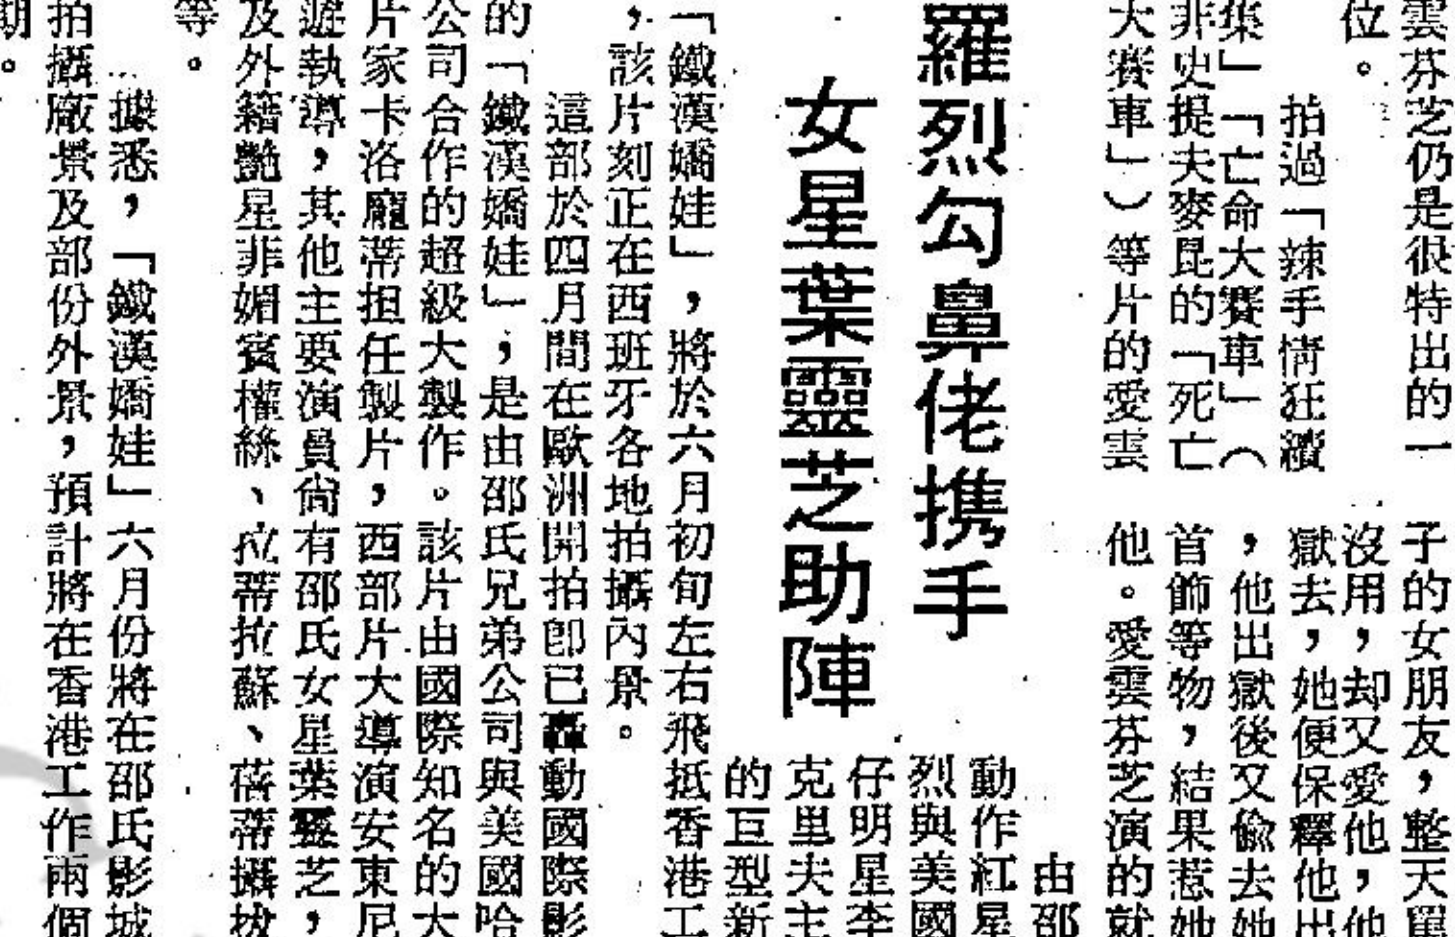 雲芬芝仍是很特出的一
位。
拍過「辣手情狂續
集」「亡命大賽車」(
非史提夫麥昆的「死亡
大賽車」)等片的愛雲
子的女朋友,整天單
沒用,却又愛他,他
獄去,她便保釋他出
,他出獄後又偷去她
首飾等物,結果惹她
他。愛雲芬芝演的就
羅烈勾鼻佬携手
女星葉靈芝助陣
由邵
動作紅星
烈與美國
仔明星李
克里夫主
的巨型新
「鐵漢嬌娃」,將於六月初旬左右飛抵香港工
,該片刻正在西班牙各地拍攝內景。
這部於四月間在歐洲開拍即已轟動國際影
的「鐵漢嬌娃」,是由邵氏兄弟公司與美國哈
公司合作的超級大製作。該片由國際知名的大
片家卡洛龐蒂担任製片,西部片大導演安東尼
遜執導,其他主要演員尚有邵氏女星葉靈芝,
及外籍艷星非媚賓權絲、拉蒂拉蘇、蓓蒂攝拔
等。
據悉,「鐵漢嬌娃」六月份將在邵氏影城
拍攝廠景及部份外景,預計將在香港工作兩個
期。